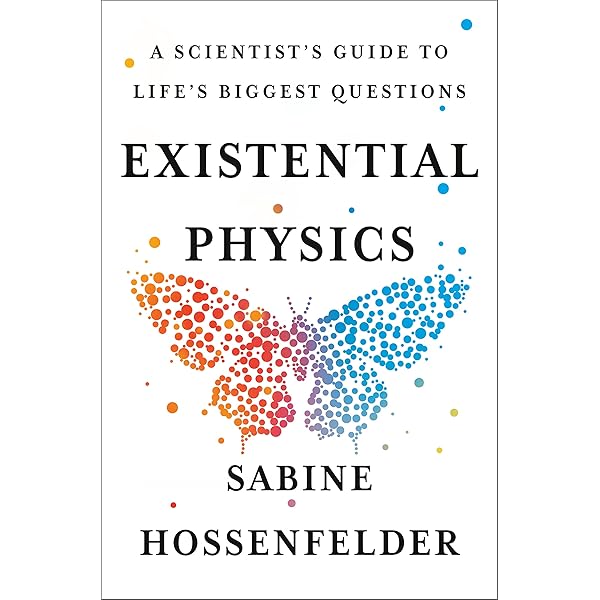 A SCIENTIST'S GUIDE TO
LIFE'S BIGGEST QUESTIONS
EXISTENTIAL
PHYSICS
SABINE
HOSSENFELDER